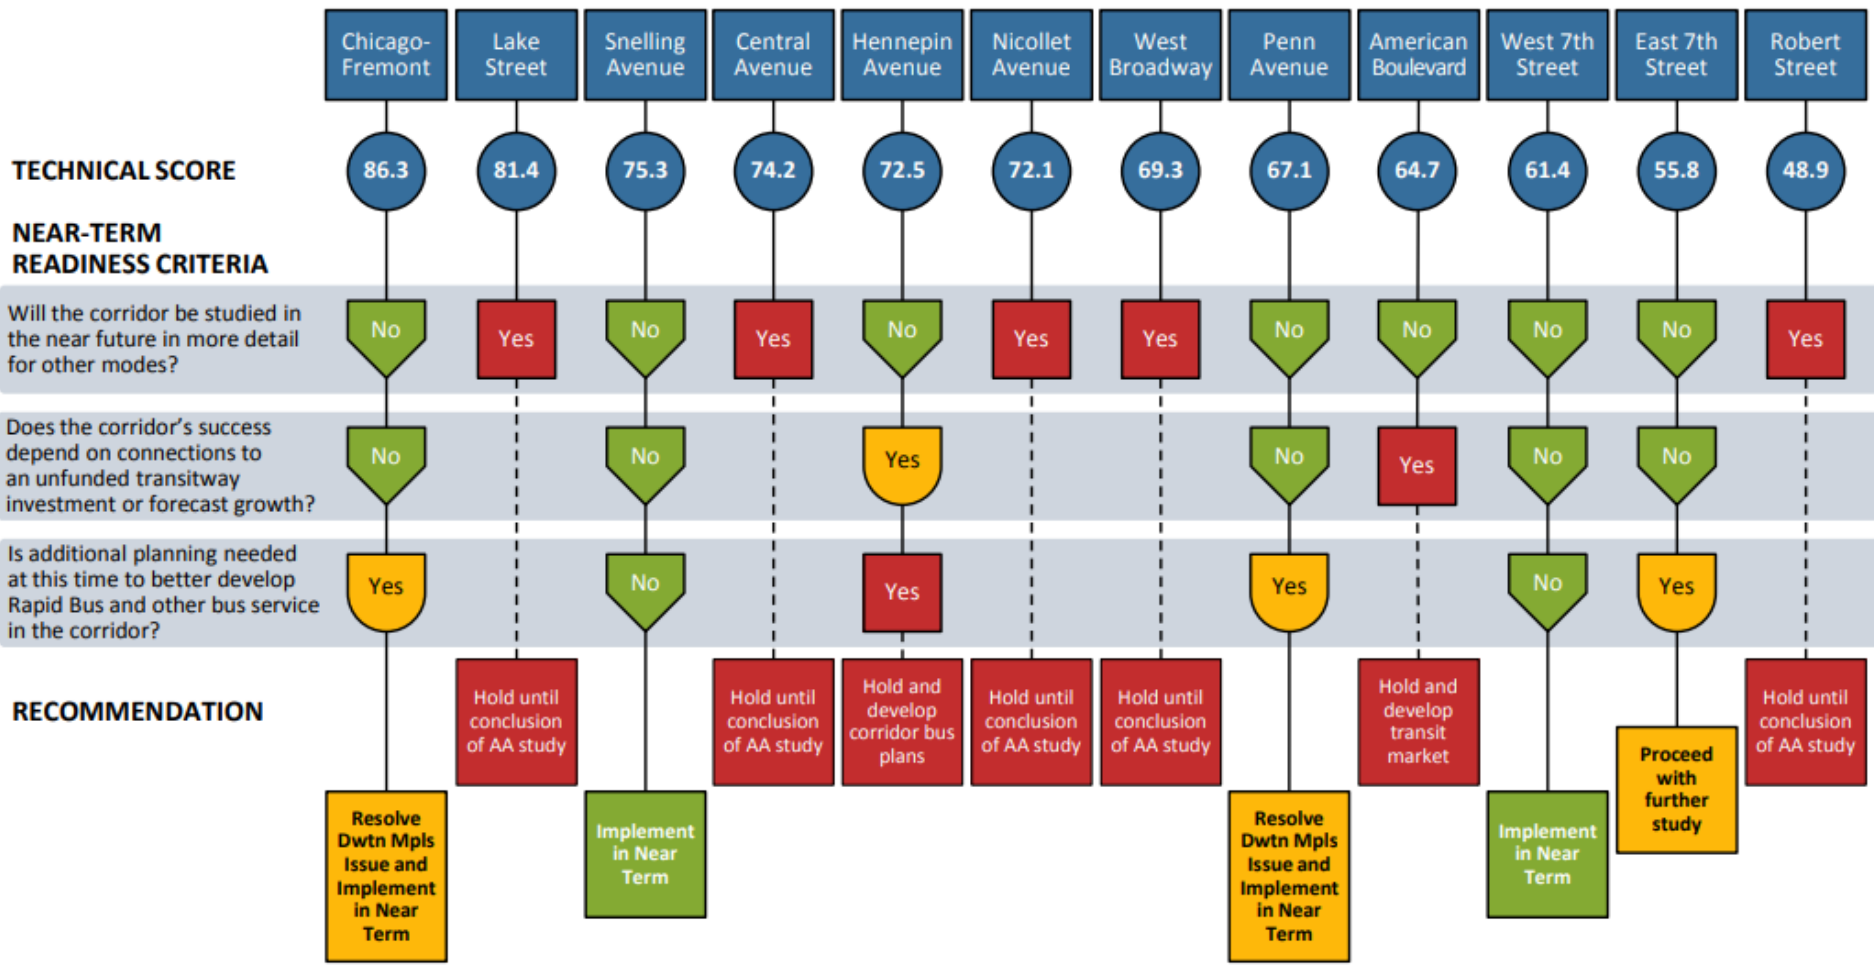 Chicago-
Fremont
Lake
Street
Snelling
Avenue
Central
Avenue
Hennepin
Avenue
Nicollet
Avenue
West
Broadway
Penn
Avenue
American
Boulevard
West 7th
Street
East 7th
Street
Robert
Street
TECHNICAL SCORE
86.3
81.4
75.3
74.2
72.5
72.1
69.3
67.1
64.7
61.4
55.8
48.9
NEAR-TERM
READINESS CRITERIA
Will the corridor be studied in
the near future in more detail
for other modes?
No
Yes
No
Yes
No
Yes
Yes
No
No
No
No
Yes
Does the corridor's success
depend on connections to
an unfunded transitway
investment or forecast growth?
No
No
Yes
No
Yes
No
No
Is additional planning needed
at this time to better develop
Rapid Bus and other bus service
in the corridor?
Yes
No
Yes
Yes
No
Yes
RECOMMENDATION
Resolve
Dwtn Mpls
Issue and
Implement
in Near
Term
Hold until
conclusion
of AA study
Implement
in Near
Term
Hold until
conclusion
of AA study
Hold and
develop
corridor bus
plans
Hold until
conclusion
of AA study
Hold until
conclusion
of AA study
Resolve
Dwtn Mpls
Issue and
Implement
in Near
Term
Hold and
develop
transit
market
Implement
in Near
Term
Proceed
with
further
study
Hold until
conclusion
of AA study